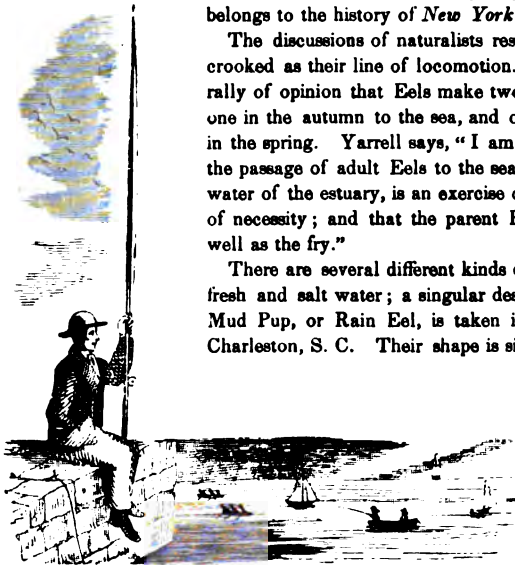 belongs to the history of New York
The discussions of naturalists res
crooked as their line of locomotion.
rally of opinion that Eels make tw
one in the autumn to the sea, and o
in the spring. Yarrell says, “ I am
the passage of adult Eels to the sea
water of the estuary, is an exercise o
of necessity ; and that the parent E
well as the fry.”
There are several different kinds o
fresh and salt water ; a singular des
Mud Pup, or Rain Eel, is taken i
Charleston, S. C. Their shape is si